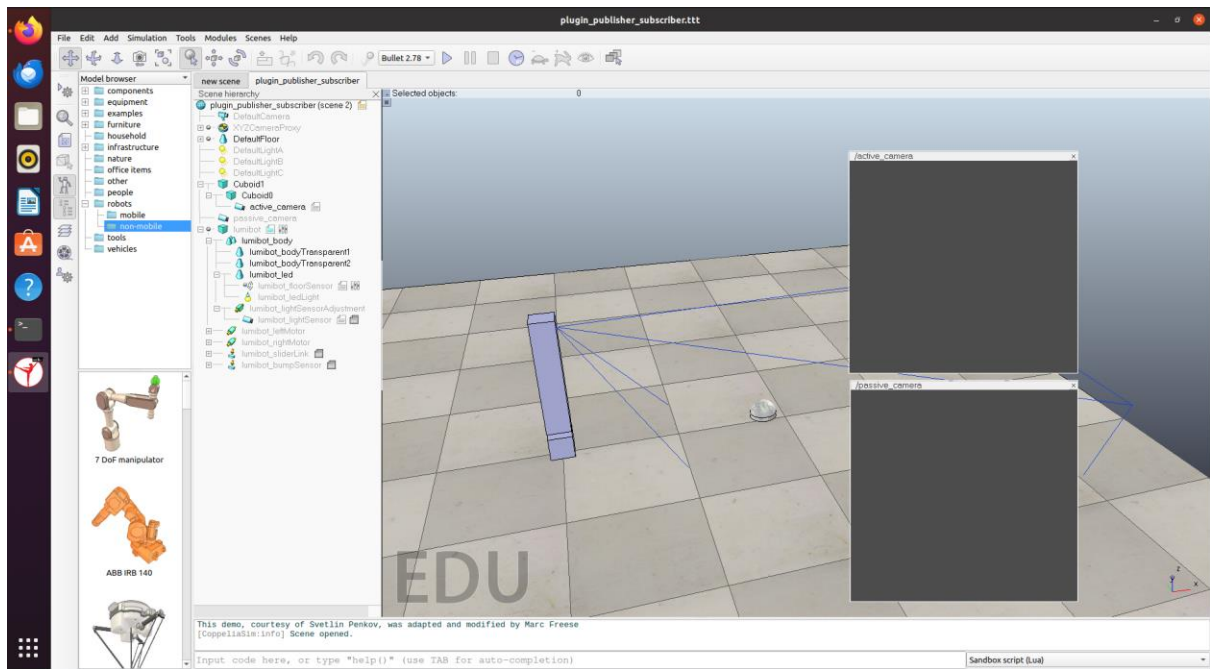 plugin_publisher_subscriber.ttt
File Edit Add Simulation Tools Modules Scenes Help
Bullet 2.78
Model browser
components
equipment
examples
furniture
household
infrastructure
nature
office items
other
people
robots
mobile
non-mobile
tools
vehicles
7 DoF manipulator
ABB IRB 140
new scene plugin_publisher_subscriber
Scene hierarchy
plugin_publisher_subscriber (scene 2)
DefaultCamera
XYZCameraProxy
DefaultFloor
DefaultLightA
DefaultLightB
DefaultLightC
Cuboid1
Cuboid0
active_camera
passive_camera
lumibot
lumibot_body
lumibot_bodyTransparent1
lumibot_bodyTransparent2
lumibot_led
lumibot_floorSensor
lumibot_ledLight
lumibot_lightSensorAdjustment
lumibot_lightSensor
lumibot_leftMotor
lumibot_rightMotor
lumibot_sliderLink
lumibot_bumpSensor
Selected objects: 0
/active_camera
/passive_camera
EDU
z
y
x
This demo, courtesy of Svetlin Penkov, was adapted and modified by Marc Freese
[CoppeliaSim:info] Scene opened.
Input code here, or type "help()" (use TAB for auto-completion)
Sandbox script (Lua)